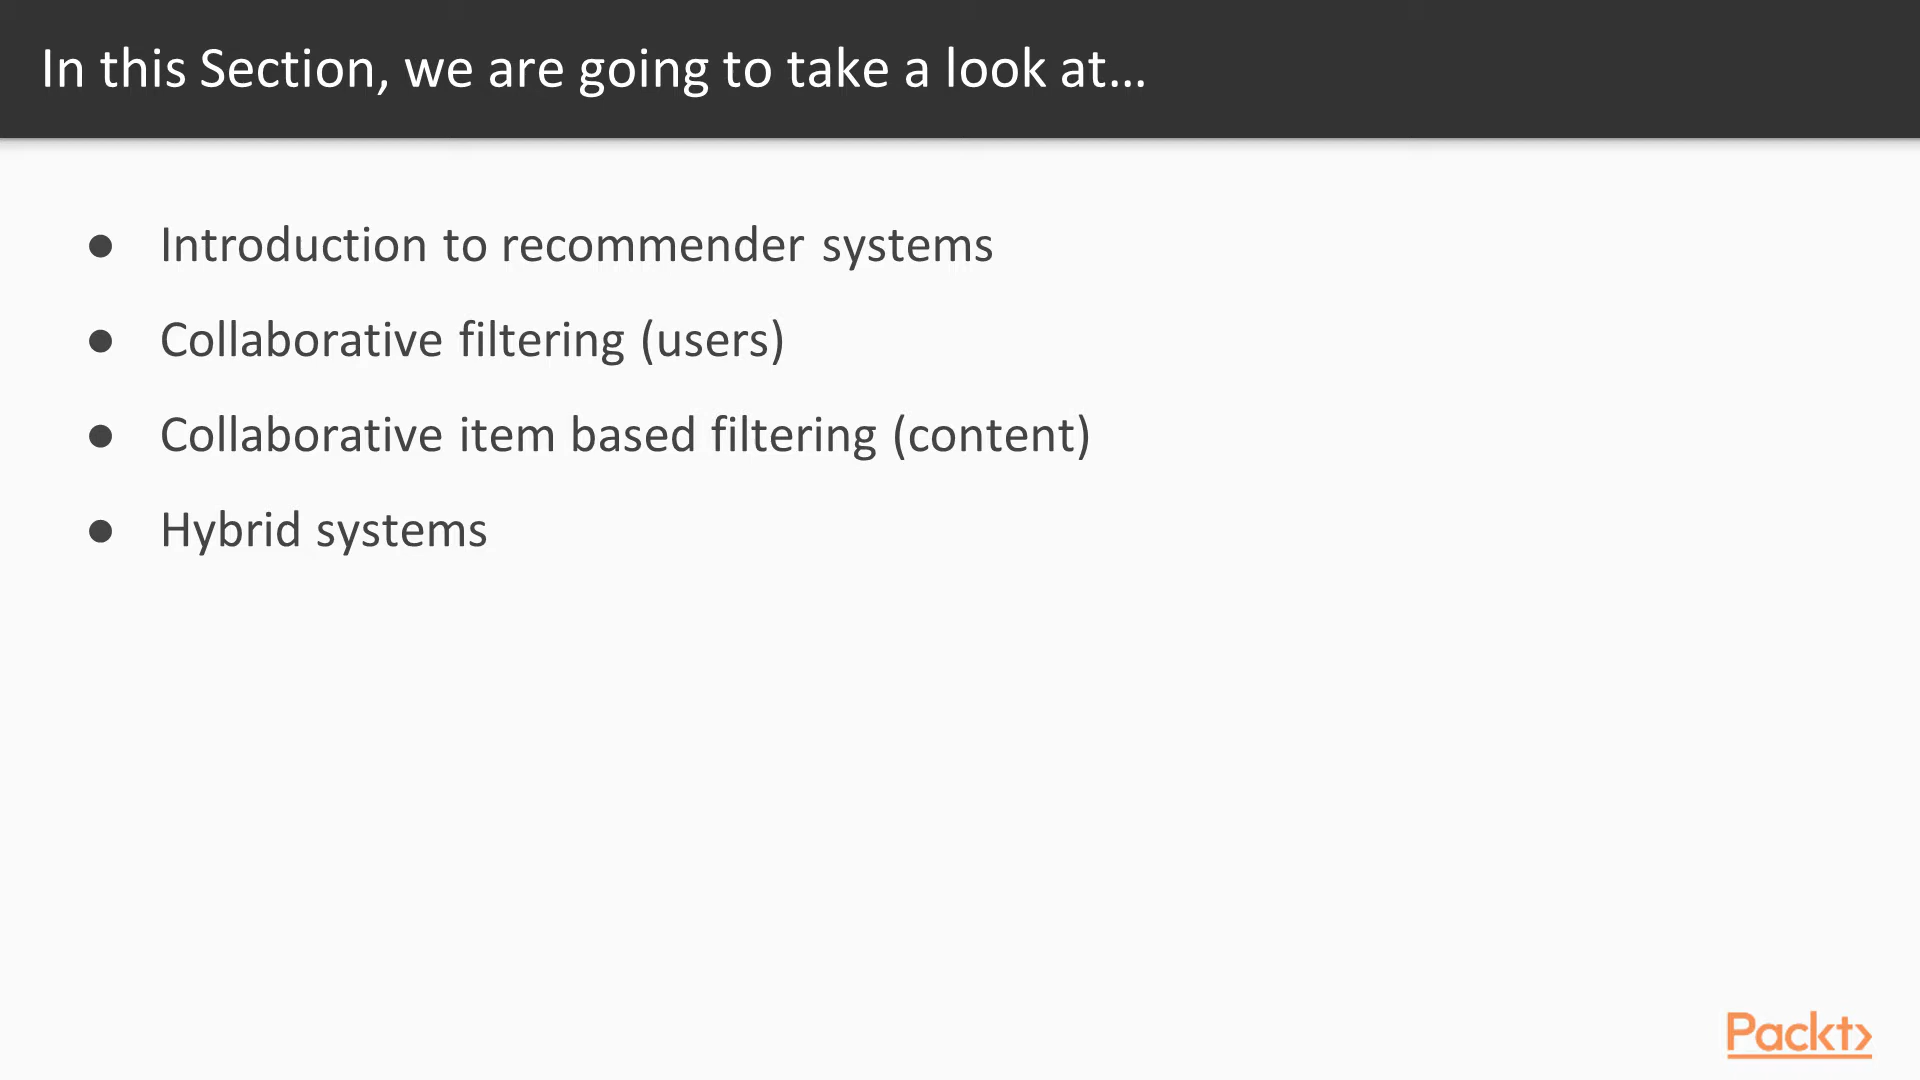 In this Section, we are going to take a look at...
● Introduction to recommender systems
● Collaborative filtering (users)
● Collaborative item based filtering (content)
● Hybrid systems
Packt>